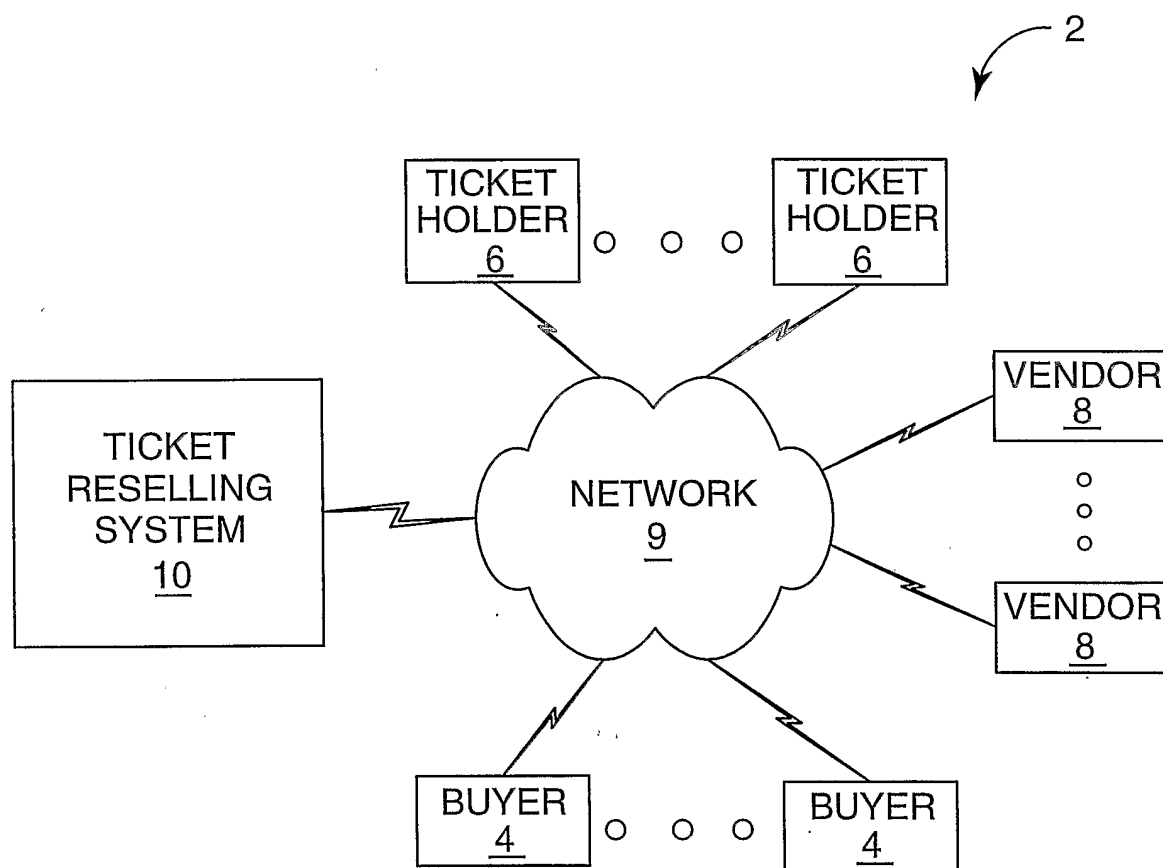 2
TICKET
HOLDER
6
TICKET
HOLDER
6
VENDOR
8
TICKET
RESELLING
SYSTEM
10
NETWORK
9
VENDOR
8
BUYER
4
BUYER
4